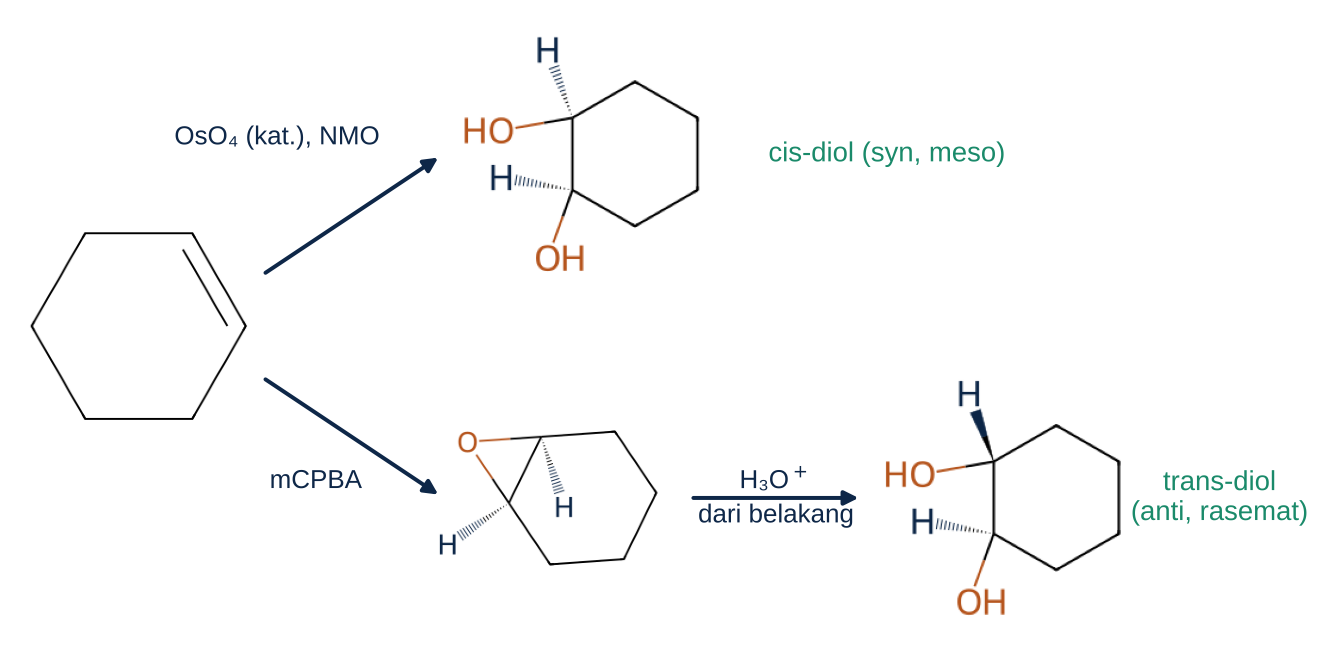 H
OsO₄ (kat.), NMO
HO
cis-diol (syn, meso)
H
OH
O
mCPBA
H
H
H₃O⁺
dari belakang
H
HO
H
OH
trans-diol
(anti, rasemat)